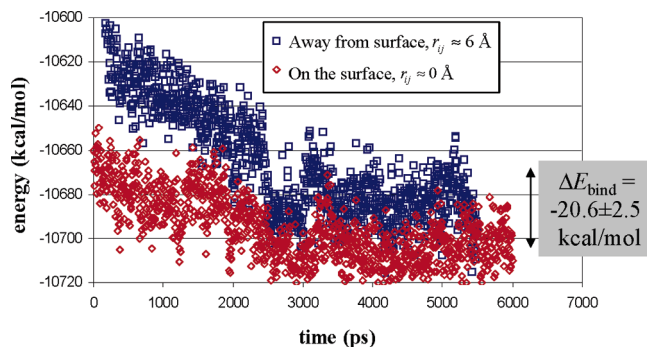 -10600
-10620
-10640
-10660
-10680
-10700
-10720
energy (kcal/mol)
Away from surface, rij ≈ 6 Å
On the surface, rij ≈ 0 Å
ΔEbind =
-20.6±2.5
kcal/mol
0 1000 2000 3000 4000 5000 6000 7000
time (ps)